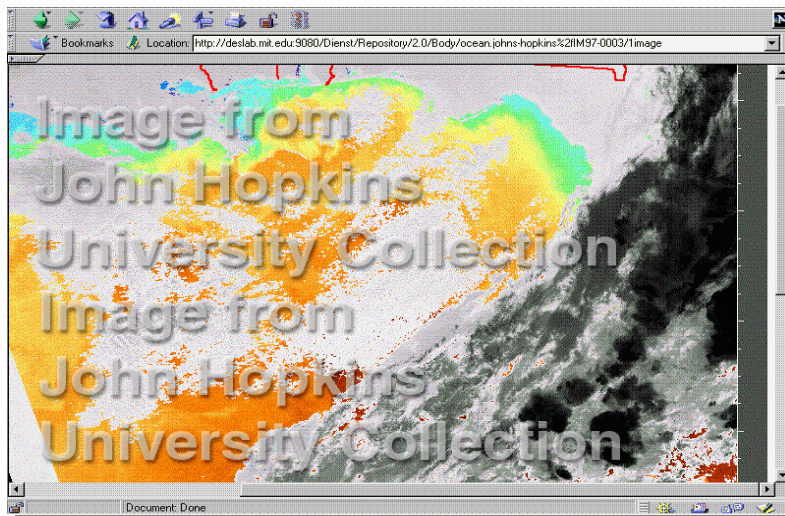 Bookmarks Location: http://deslab.mit.edu:9080/Dienst/Repository/2.0/Body/ocean.johns-hopkins%2fIM97-0003/1image
Image from
John Hopkins
University Collection
Image from
John Hopkins
University Collection
Document: Done